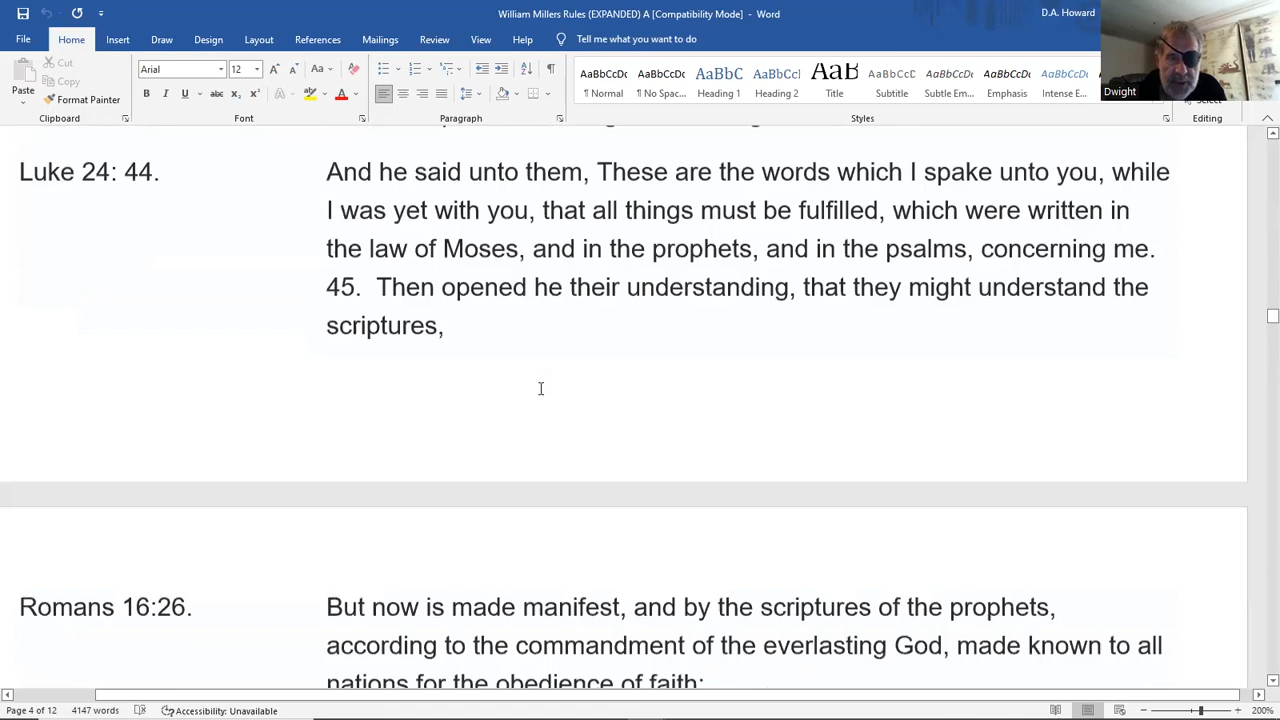 William Millers Rules (EXPANDED) A [Compatibility Mode] - Word
D.A. Howard
File Home Insert Draw Design Layout References Mailings Review View Help Tell me what you want to do
Cut
Copy
Paste
Format Painter
Clipboard
Arial 12
Font
Paragraph
AaBbCcDc AaBbCcDc AaBbC AaBbCcI AaB AaBbCcDc AaBbCcDc AaBbCcDc AaBbCcDc
¶ Normal ¶ No Spac... Heading 1 Heading 2 Title Subtitle Subtle Em... Emphasis Intense E...
Styles
Editing
Dwight
Luke 24: 44. And he said unto them, These are the words which I spake unto you, while
I was yet with you, that all things must be fulfilled, which were written in
the law of Moses, and in the prophets, and in the psalms, concerning me.
45. Then opened he their understanding, that they might understand the
scriptures,
Romans 16:26. But now is made manifest, and by the scriptures of the prophets,
according to the commandment of the everlasting God, made known to all
nations for the obedience of faith:
Page 4 of 12 4147 words Accessibility: Unavailable 200%